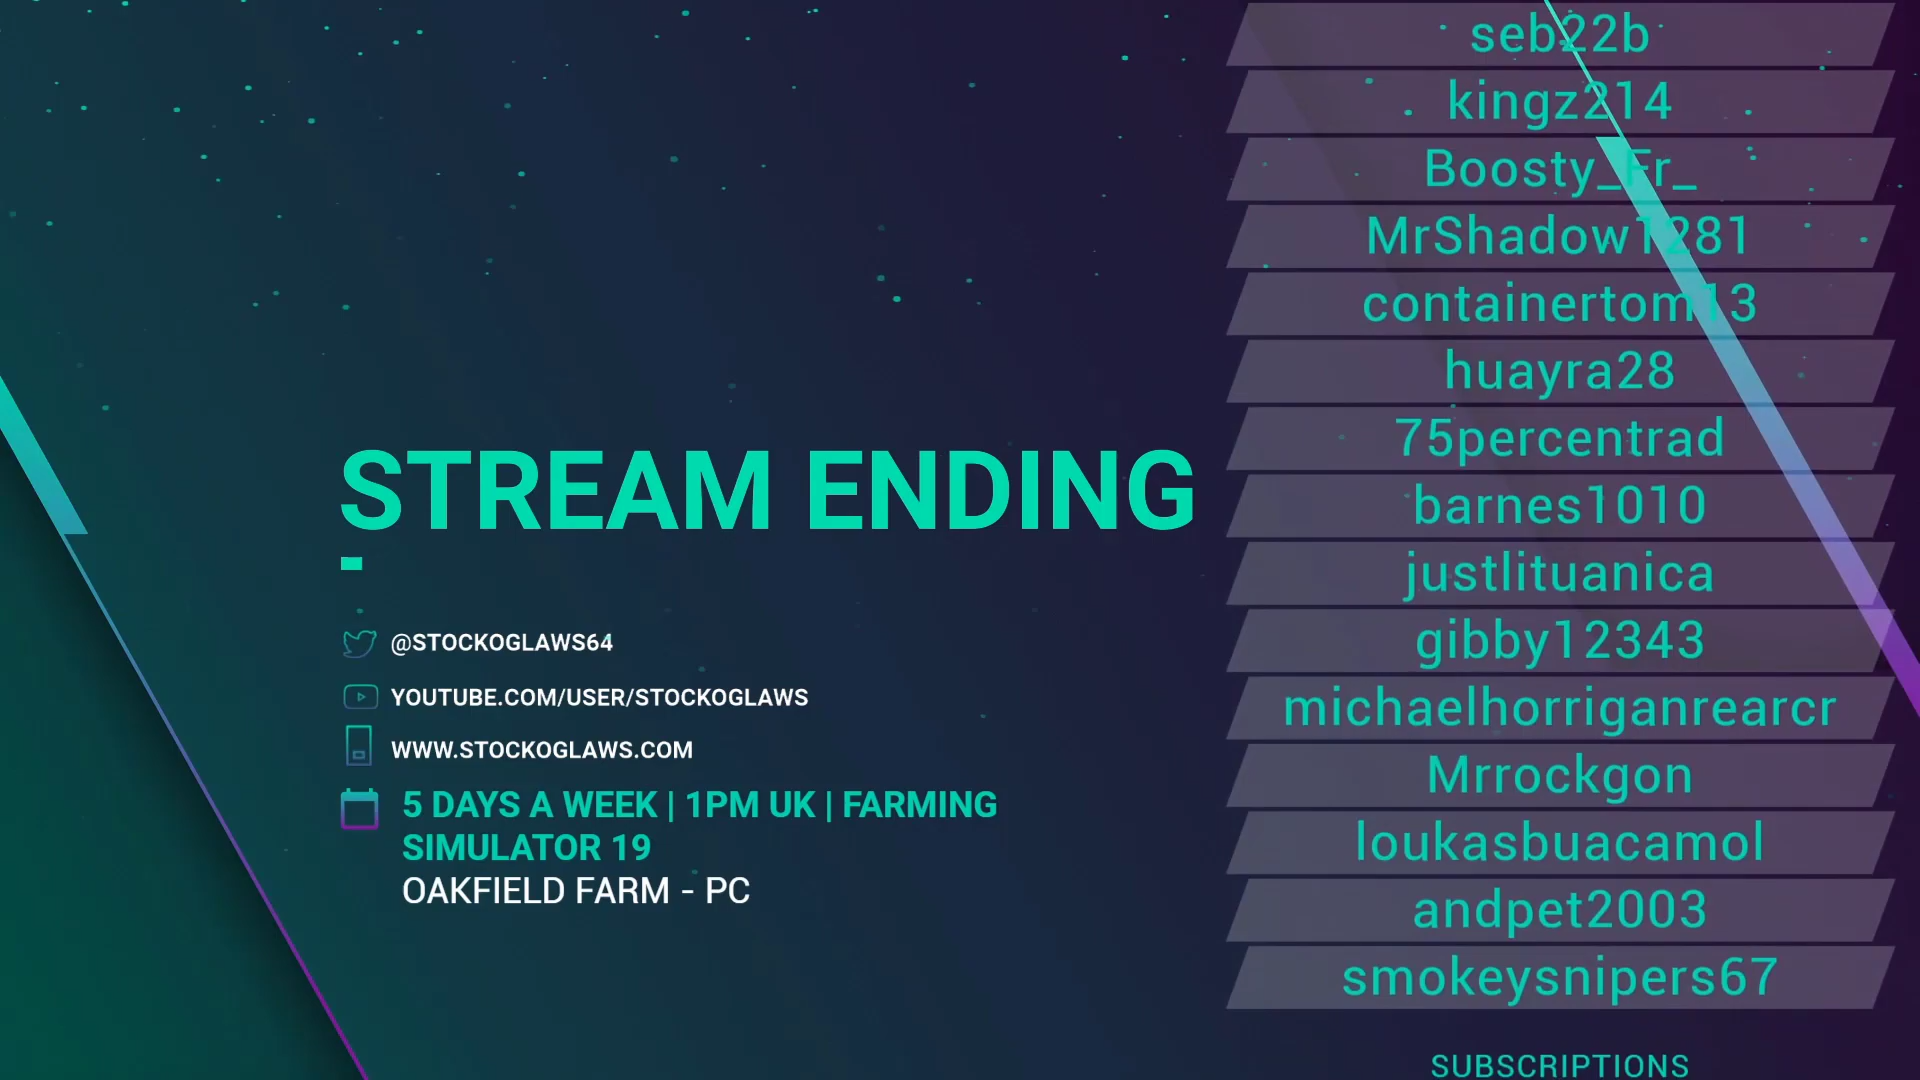 STREAM ENDING
@STOCKOGLAWS64
YOUTUBE.COM/USER/STOCKOGLAWS
WWW.STOCKOGLAWS.COM
5 DAYS A WEEK | 1PM UK | FARMING
SIMULATOR 19
OAKFIELD FARM - PC
seb22b
kingz214
Boosty_Fr_
MrShadow1281
containertom13
huayra28
75percentrad
barnes1010
justlituanica
gibby12343
michaelhorriganrearcr
Mrrockgon
loukasbuacamol
andpet2003
smokeysnipers67
SUBSCRIPTIONS